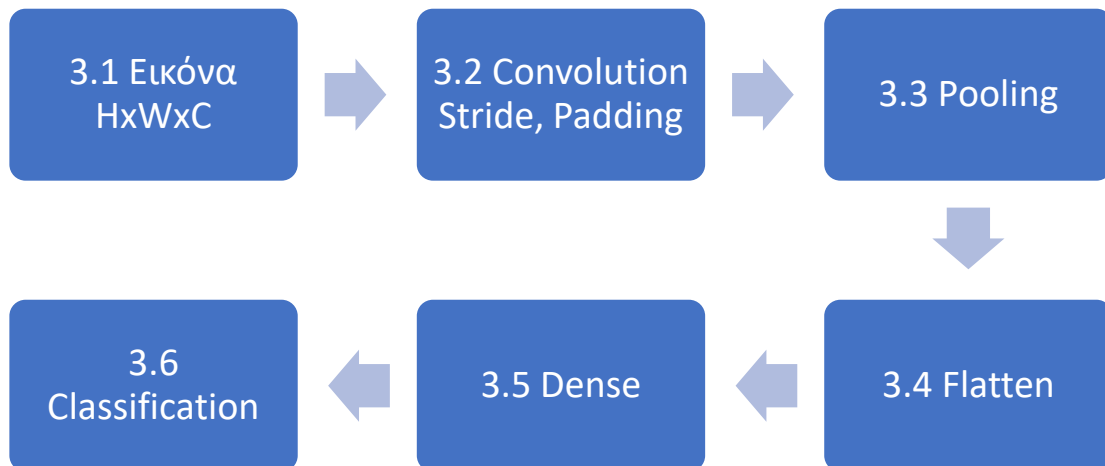 3.1 Εικόνα
HxWxC
3.2 Convolution
Stride, Padding
3.3 Pooling
3.4 Flatten
3.5 Dense
3.6
Classification